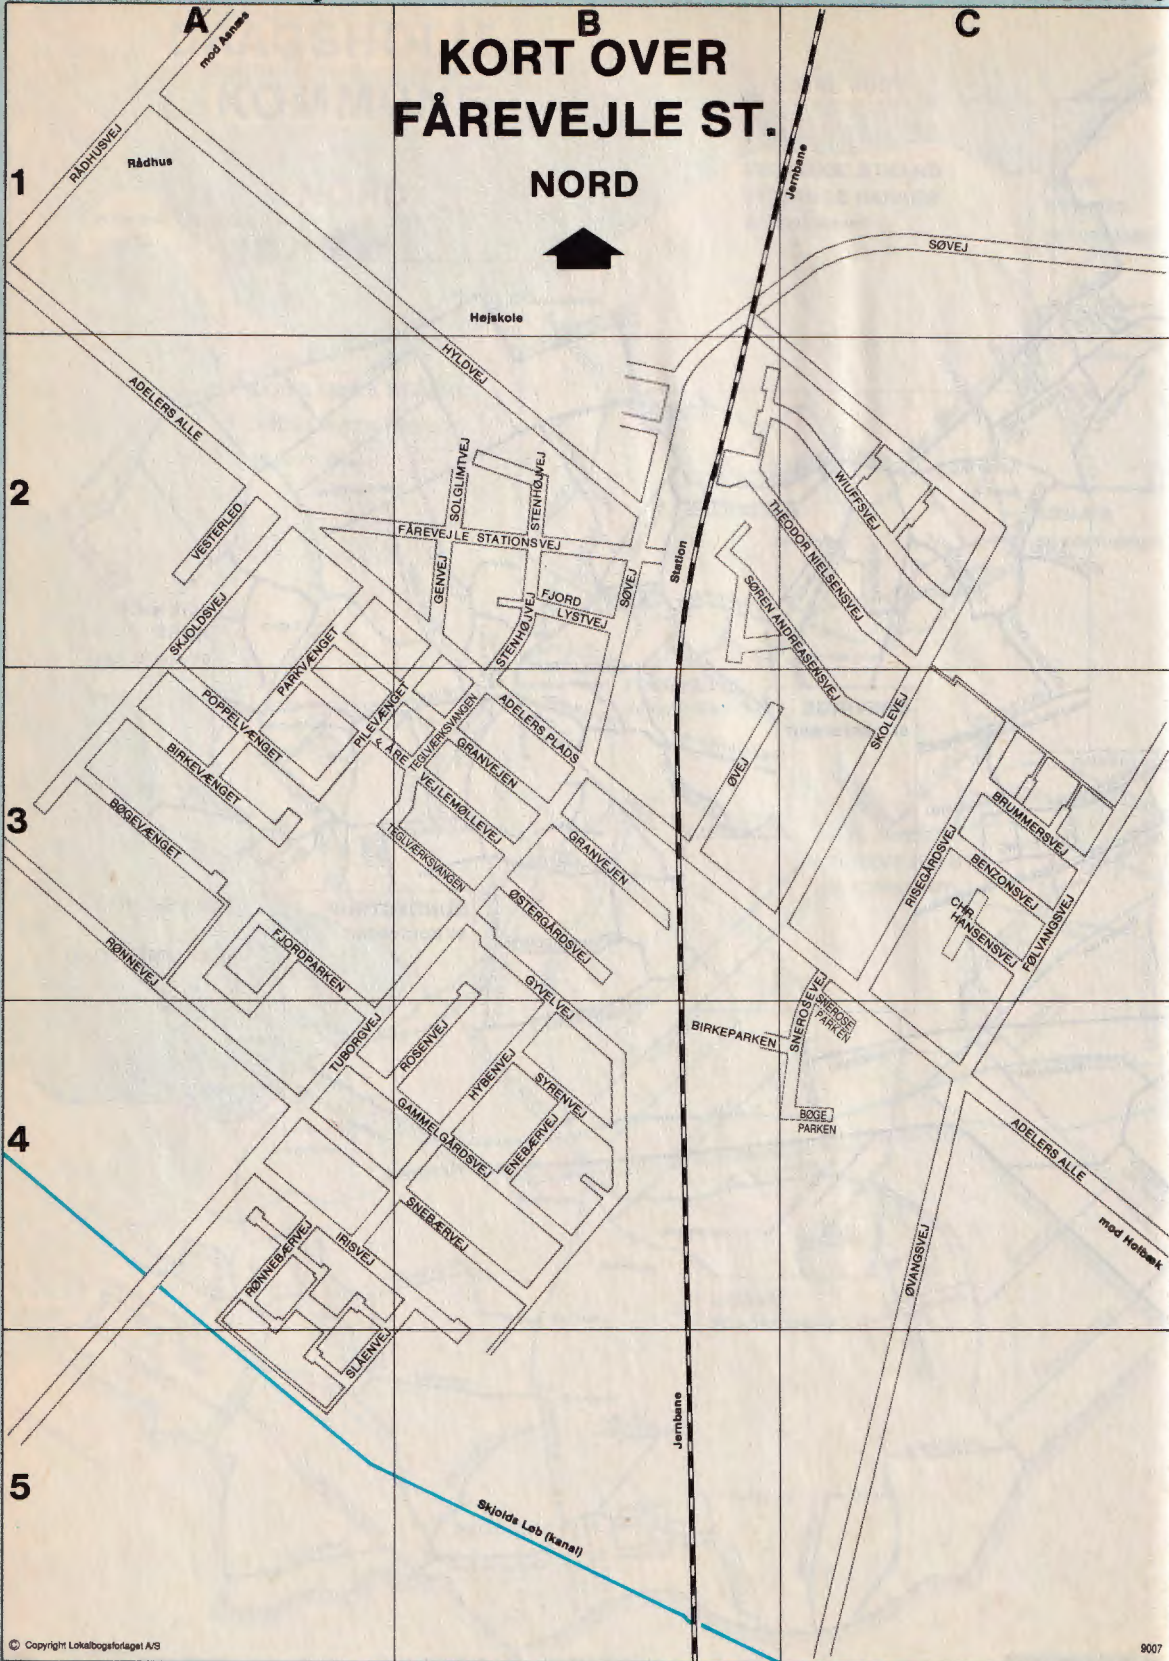 A
B
C
KORT OVER
FÅREVEJLE ST.
NORD
mod Asnæs
RÅDHUSVEJ
Rådhus
1
Jernbane
SØVEJ
Højskole
HYLDVEJ
ADELERS ALLE
2
SOLGLIMTVEJ
STENHØJVEJ
WIUFFSVEJ
VESTERLED
FÅREVEJLE STATIONSVEJ
THEODOR NIELSENSVEJ
Station
GENVEJ
SØVEJ
FJORD
LYSTVEJ
SKJOLDSVEJ
STENHØJVEJ
SØREN ANDREASENSVEJ
PARKVÆNGET
POPPELVÆNGET
PILEVÆNGET
TEGLVÆRKSVANGEN
ADELERS PLADS
SKOLEVEJ
BIRKEVÆNGET
GRANVEJEN
ØVEJ
VEJLEMØLLEVEJ
3
BØGEVÆNGET
TEGLVÆRKSVANGEN
GRANVEJEN
BRUMMERSVEJ
RISEGÅRDSVEJ
BENZONSVEJ
CHR.
HANSENSVEJ
FØLVANGSVEJ
ØSTERGÅRDSVEJ
RØNNEVEJ
FJORDPARKEN
GYVELVEJ
SNEROSEVEJ
SNEROSE
PARKEN
BIRKEPARKEN
TUBORGVEJ
ROSENVEJ
HYBENVEJ
SYRENVEJ
GAMMELGÅRDSVEJ
ENEBÆRVEJ
BØGE
PARKEN
4
ADELERS ALLE
SNEBÆRVEJ
RØNNEBÆRVEJ
IRISVEJ
ØVANGSVEJ
mod Holbæk
SLÅENVEJ
Jernbane
5
Skjolds Løb (kanal)
© Copyright Lokalbogsforlaget A/S
9007